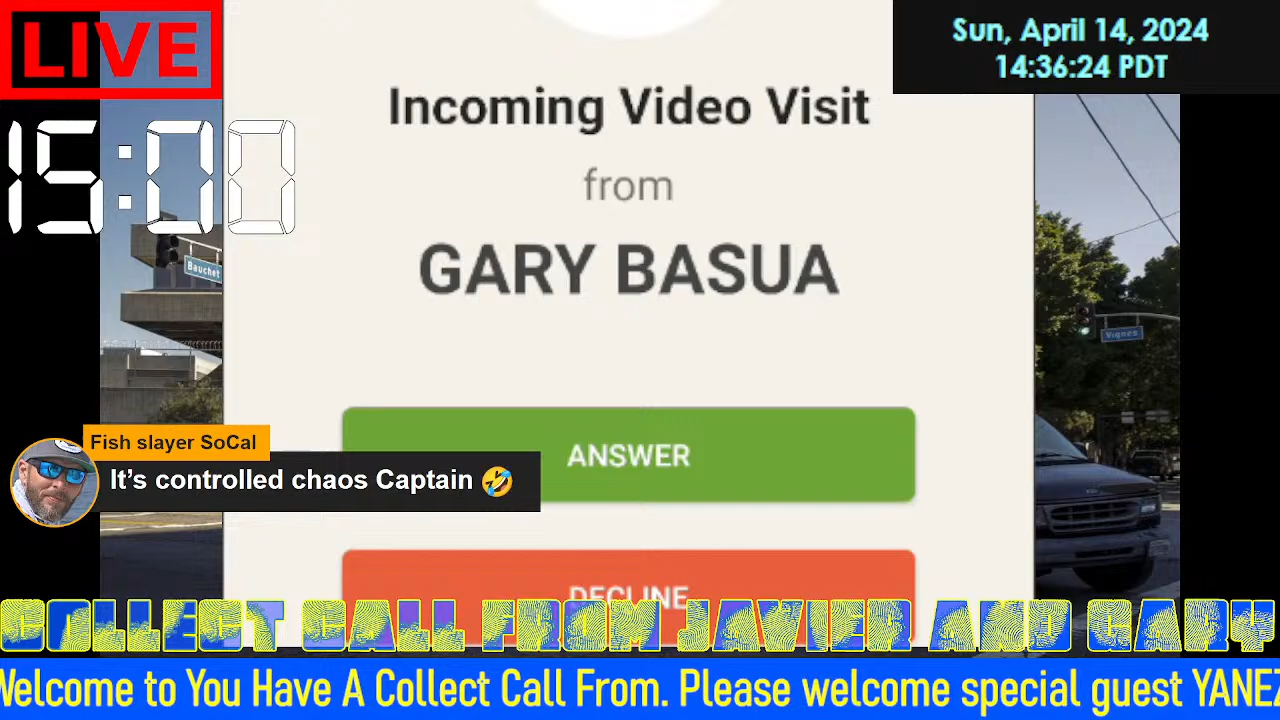 LIVE
Sun, April 14, 2024
14:36:24 PDT
15:00
Incoming Video Visit
from
GARY BASUA
Bauchet
Vignes
ANSWER
Fish slayer SoCal
It’s controlled chaos Captain 🤣
DECLINE
COLLECT CALL FROM JAVIER AND GARY
Welcome to You Have A Collect Call From. Please welcome special guest YANEZ